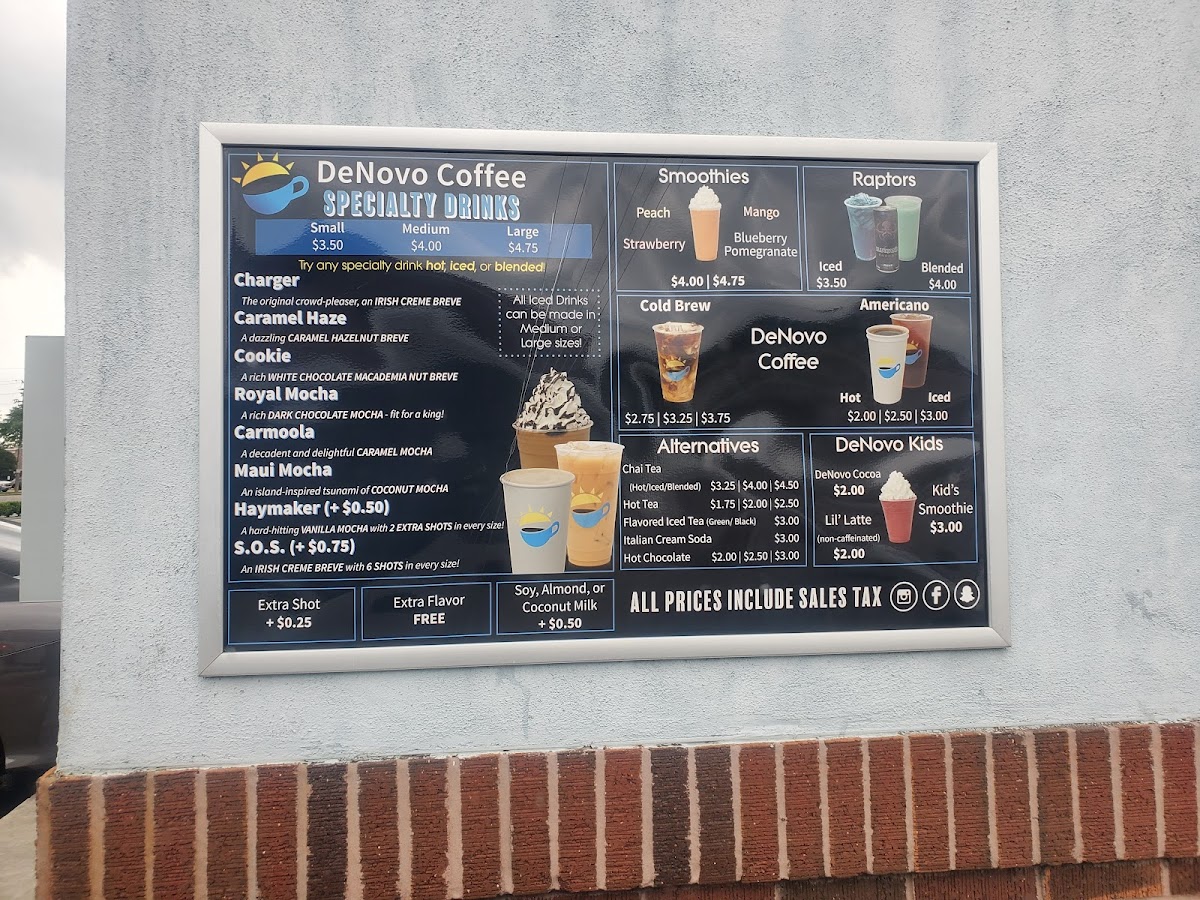 DeNovo Coffee
SPECIALTY DRINKS
Small Medium Large
$3.50 $4.00 $4.75
Try any specialty drink hot, iced, or blended!
Charger
The original crowd-pleaser, an IRISH CREME BREVE
Caramel Haze
A dazzling CARAMEL HAZELNUT BREVE
Cookie
A rich WHITE CHOCOLATE MACADEMIA NUT BREVE
Royal Mocha
A rich DARK CHOCOLATE MOCHA - fit for a king!
Carmoola
A decadent and delightful CARAMEL MOCHA
Maui Mocha
An island-inspired tsunami of COCONUT MOCHA
Haymaker (+ $0.50)
A hard-hitting VANILLA MOCHA with 2 EXTRA SHOTS in every size!
S.O.S. (+ $0.75)
An IRISH CREME BREVE with 6 SHOTS in every size!
All Iced Drinks
can be made in
Medium or
Large sizes!
Extra Shot
+ $0.25
Extra Flavor
FREE
Soy, Almond, or
Coconut Milk
+ $0.50
Smoothies
Peach Mango
Strawberry Blueberry
Pomegranate
$4.00 | $4.75
Raptors
Iced Blended
$3.50 $4.00
Cold Brew
$2.75 | $3.25 | $3.75
DeNovo
Coffee
Americano
Hot Iced
$2.00 | $2.50 | $3.00
Alternatives
Chai Tea
(Hot/Iced/Blended) $3.25 | $4.00 | $4.50
Hot Tea $1.75 | $2.00 | $2.50
Flavored Iced Tea (Green/ Black) $3.00
Italian Cream Soda $3.00
Hot Chocolate $2.00 | $2.50 | $3.00
DeNovo Kids
DeNovo Cocoa
$2.00
Lil' Latte
(non-caffeinated)
$2.00
Kid's
Smoothie
$3.00
ALL PRICES INCLUDE SALES TAX